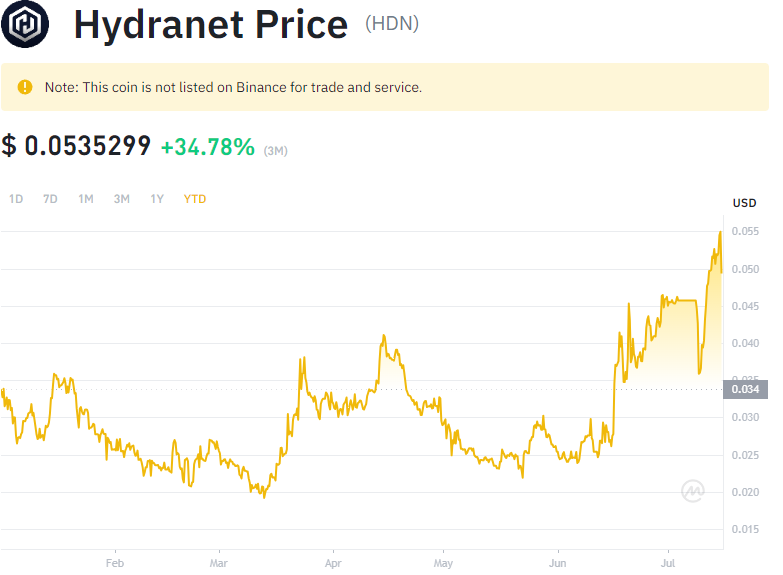 Hydranet Price (HDN)
Note: This coin is not listed on Binance for trade and service.
$ 0.0535299 +34.78% (3M)
1D 7D 1M 3M 1Y YTD
USD
0.055
0.050
0.045
0.040
0.035
0.034
0.030
0.025
0.020
0.015
Feb Mar Apr May Jun Jul